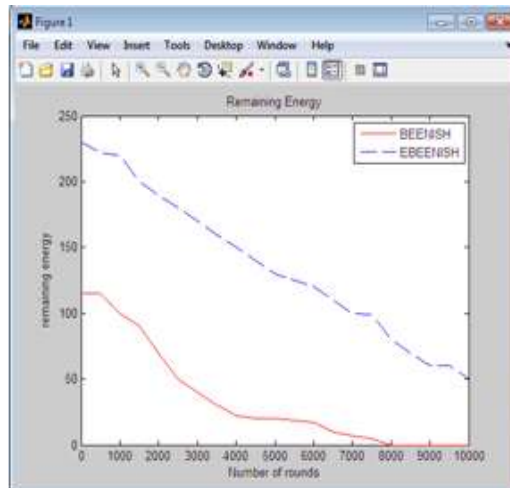 Figure 1
File Edit View Insert Tools Desktop Window Help
Remaining Energy
BEENISH
EBEENISH
250
200
150
100
50
0
remaining energy
0 1000 2000 3000 4000 5000 6000 7000 8000 9000 10000
Number of rounds